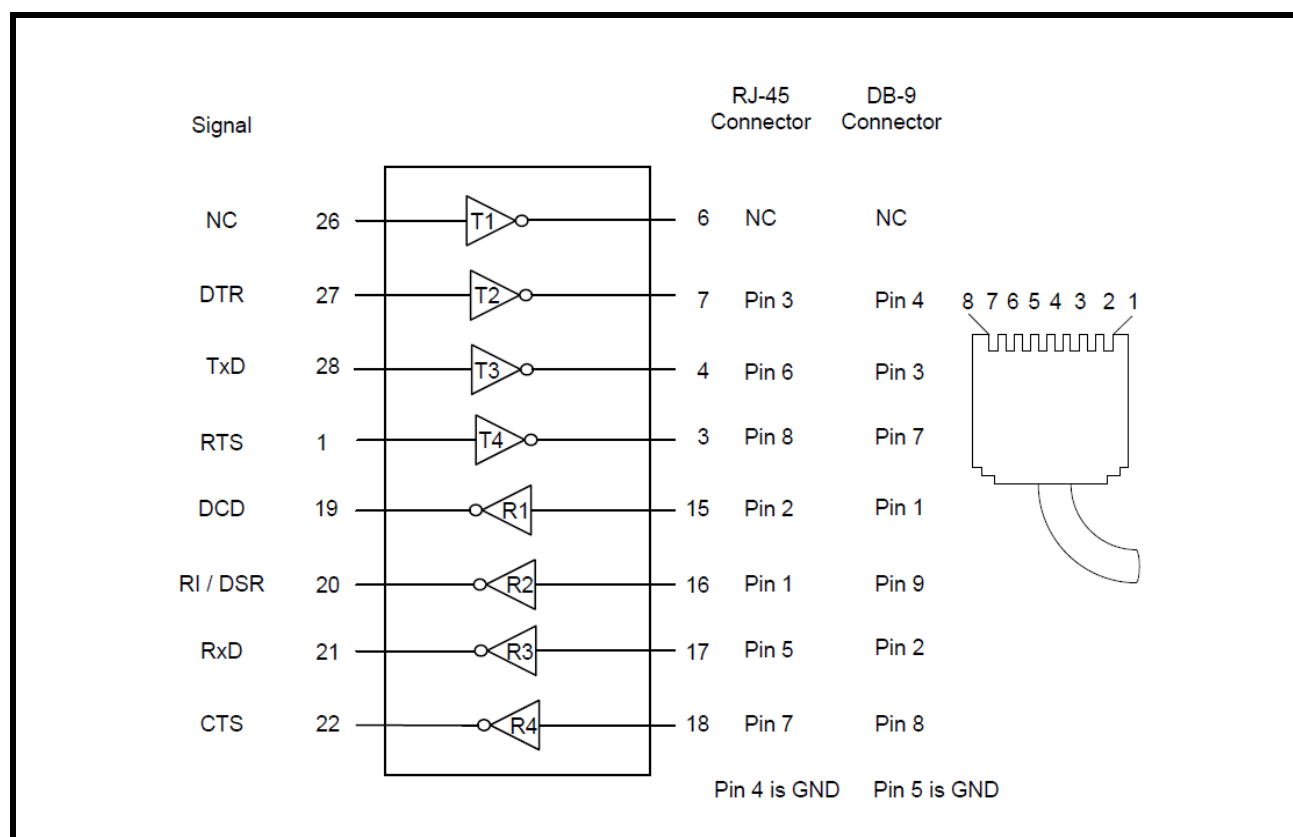 RJ-45 Connector DB-9 Connector
Signal
NC 26 T1 6 NC NC
DTR 27 T2 7 Pin 3 Pin 4
8 7 6 5 4 3 2 1
TxD 28 T3 4 Pin 6 Pin 3
RTS 1 T4 3 Pin 8 Pin 7
DCD 19 R1 15 Pin 2 Pin 1
RI / DSR 20 R2 16 Pin 1 Pin 9
RxD 21 R3 17 Pin 5 Pin 2
CTS 22 R4 18 Pin 7 Pin 8
Pin 4 is GND Pin 5 is GND